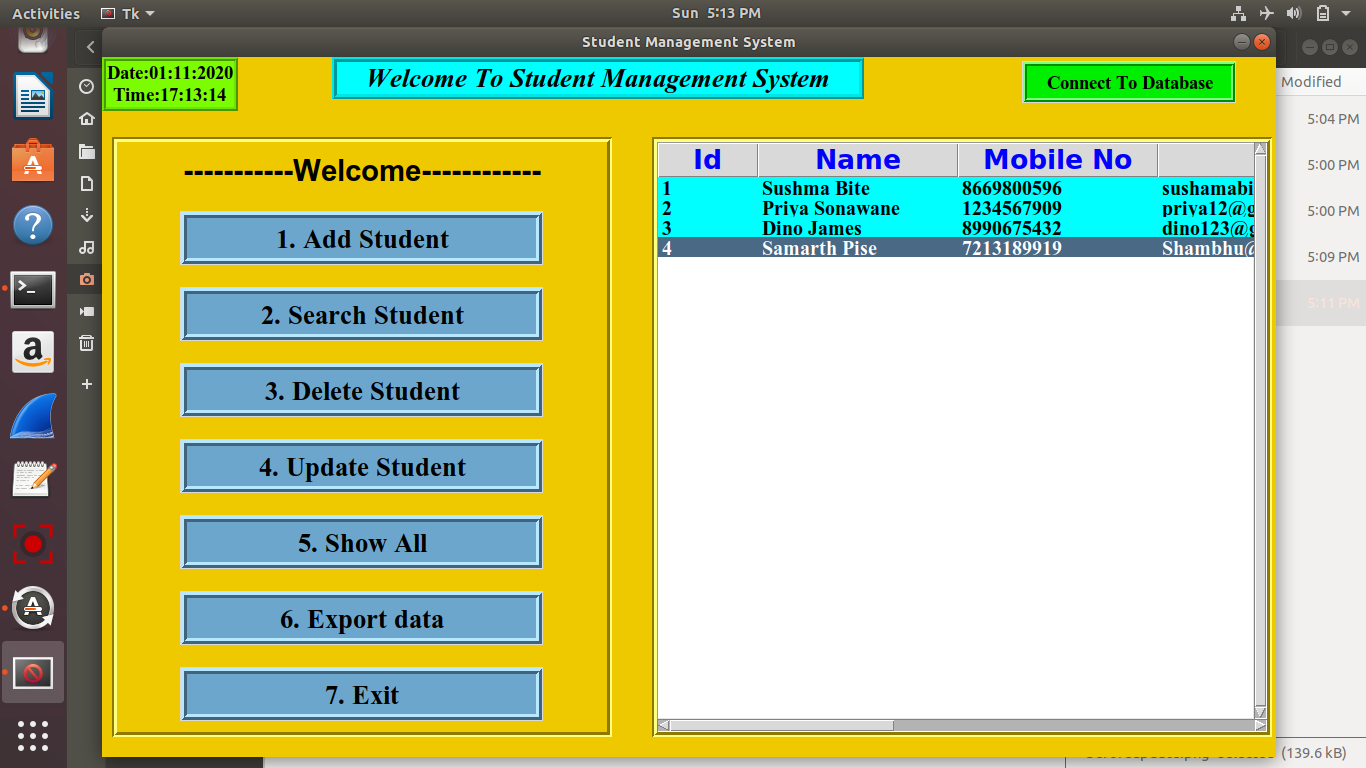 Activities Tk Sun 5:13 PM
Student Management System
Date:01:11:2020
Time:17:13:14
Welcome To Student Management System
Connect To Database
Modified
5:04 PM
5:00 PM
5:00 PM
5:09 PM
5:11 PM
-----------Welcome------------
1. Add Student
2. Search Student
3. Delete Student
4. Update Student
5. Show All
6. Export data
7. Exit
Id Name Mobile No
1 Sushma Bite 8669800596 sushamabi
2 Priya Sonawane 1234567909 priya12@g
3 Dino James 8990675432 dino123@g
4 Samarth Pise 7213189919 Shambhu@
(139.6 kB)